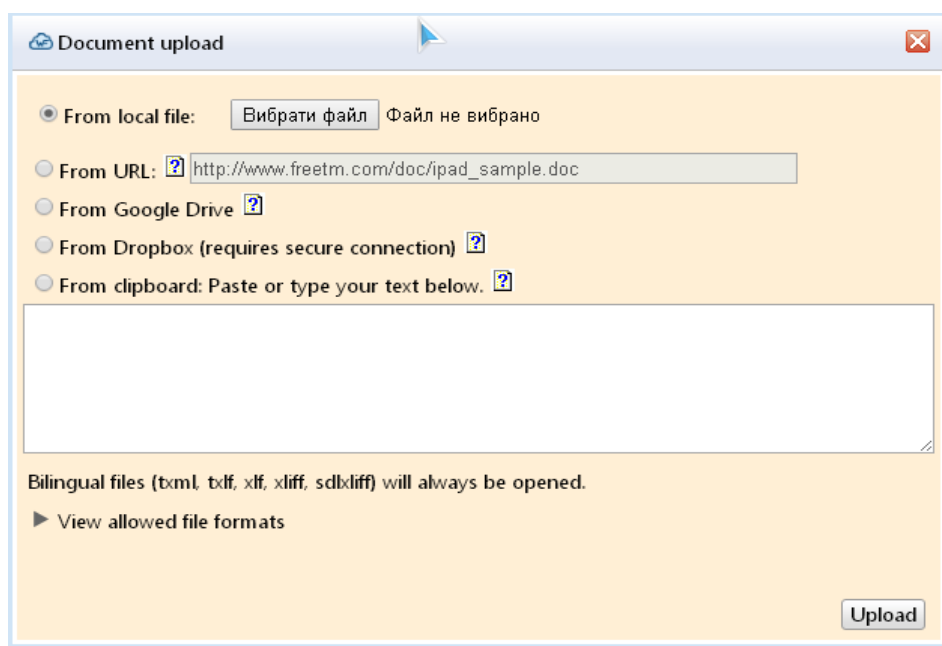 Document upload
From local file: Вибрати файл Файл не вибрано
From URL: ? http://www.freetm.com/doc/ipad_sample.doc
From Google Drive ?
From Dropbox (requires secure connection) ?
From clipboard: Paste or type your text below. ?
Bilingual files (txml, txlf, xlf, xliff, sdlxliff) will always be opened.
View allowed file formats
Upload